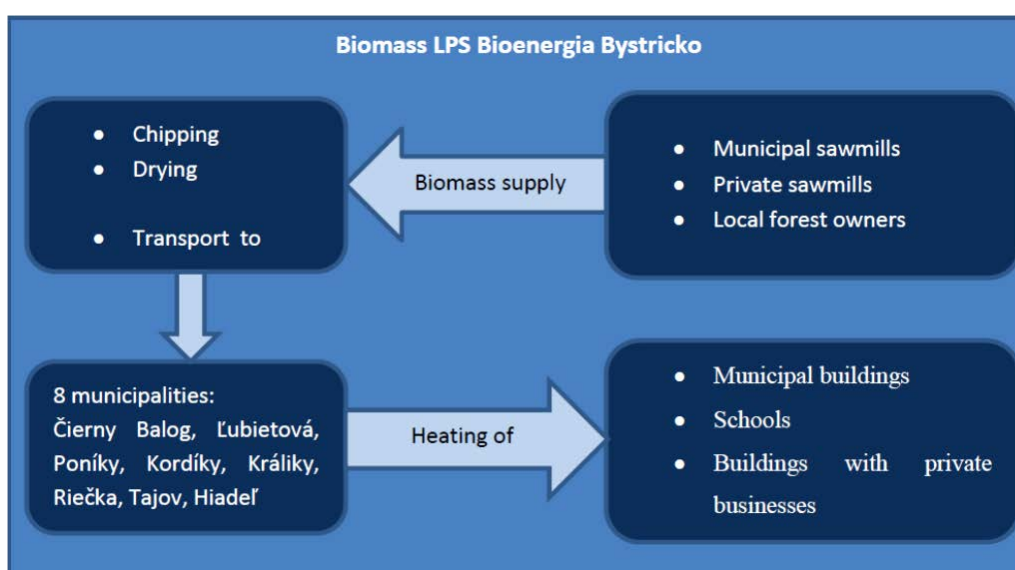 Biomass LPS Bioenergia Bystricko
● Chipping
● Drying
● Transport to
Biomass supply
● Municipal sawmills
● Private sawmills
● Local forest owners
8 municipalities:
Čierny Balog, Ľubietová,
Poníky, Kordíky, Králiky,
Riečka, Tajov, Hiadeľ
Heating of
● Municipal buildings
● Schools
● Buildings with private
businesses